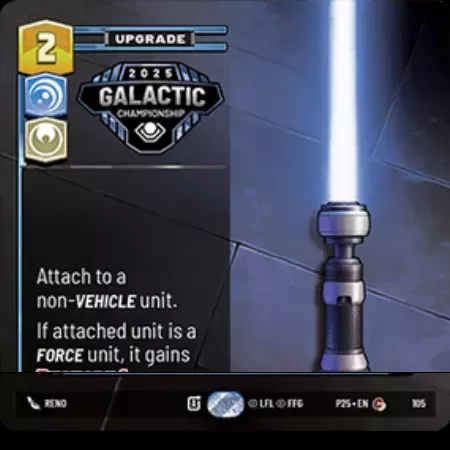 2
UPGRADE
2025
GALACTIC
CHAMPIONSHIP
Attach to a
non-VEHICLE unit.
If attached unit is a
FORCE unit, it gains
RENO
© LFL © FFG
P25 • EN
105